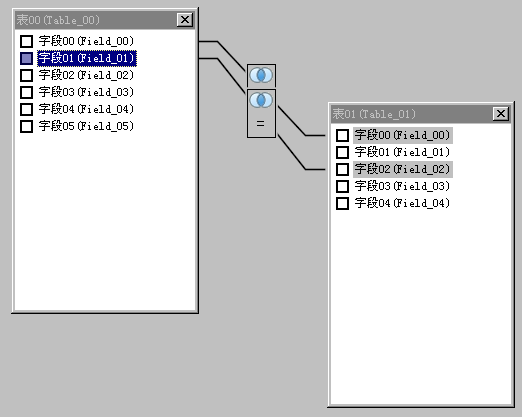 表00(Table_00)
字段00(Field_00)
字段01(Field_01)
字段02(Field_02)
字段03(Field_03)
字段04(Field_04)
字段05(Field_05)
=
表01(Table_01)
字段00(Field_00)
字段01(Field_01)
字段02(Field_02)
字段03(Field_03)
字段04(Field_04)